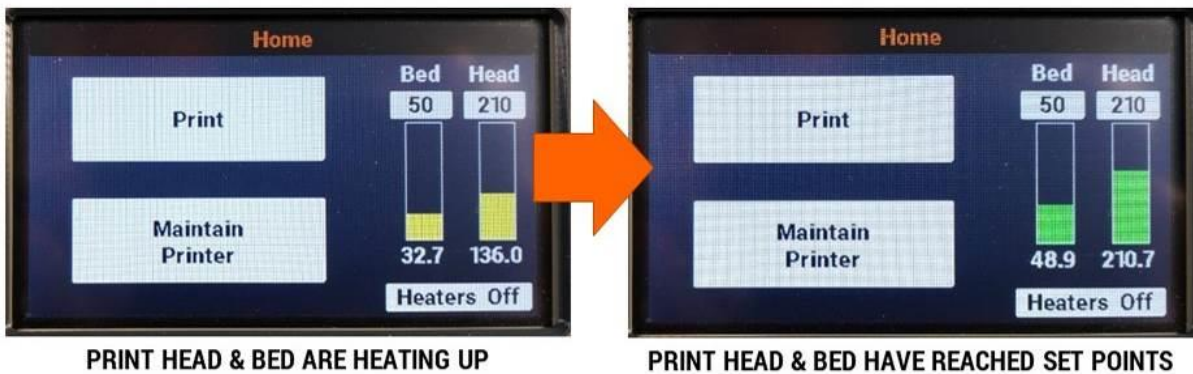 Home
Print
Maintain
Printer
Bed Head
50 210
32.7 136.0
Heaters Off
Home
Print
Maintain
Printer
Bed Head
50 210
48.9 210.7
Heaters Off
PRINT HEAD & BED ARE HEATING UP
PRINT HEAD & BED HAVE REACHED SET POINTS